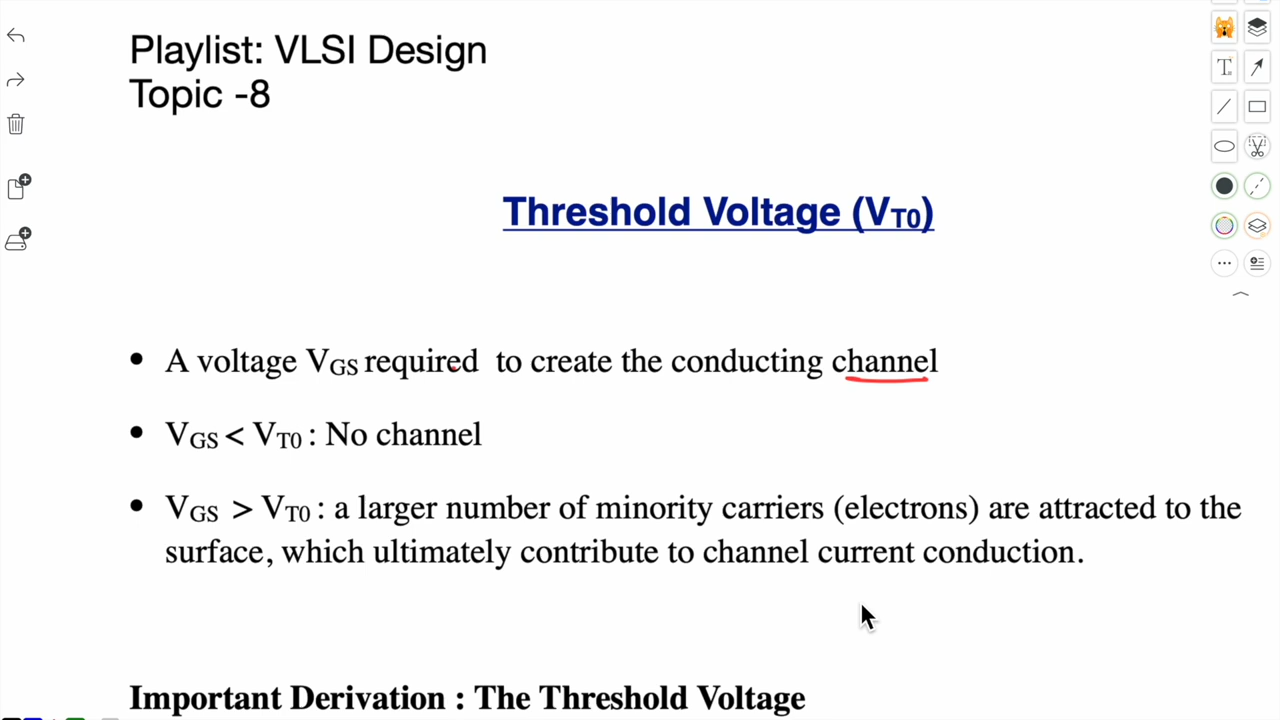 Playlist: VLSI Design
Topic -8
Threshold Voltage (VT0)
• A voltage VGS required to create the conducting channel
• VGS < VT0 : No channel
• VGS > VT0 : a larger number of minority carriers (electrons) are attracted to the
surface, which ultimately contribute to channel current conduction.
Important Derivation : The Threshold Voltage